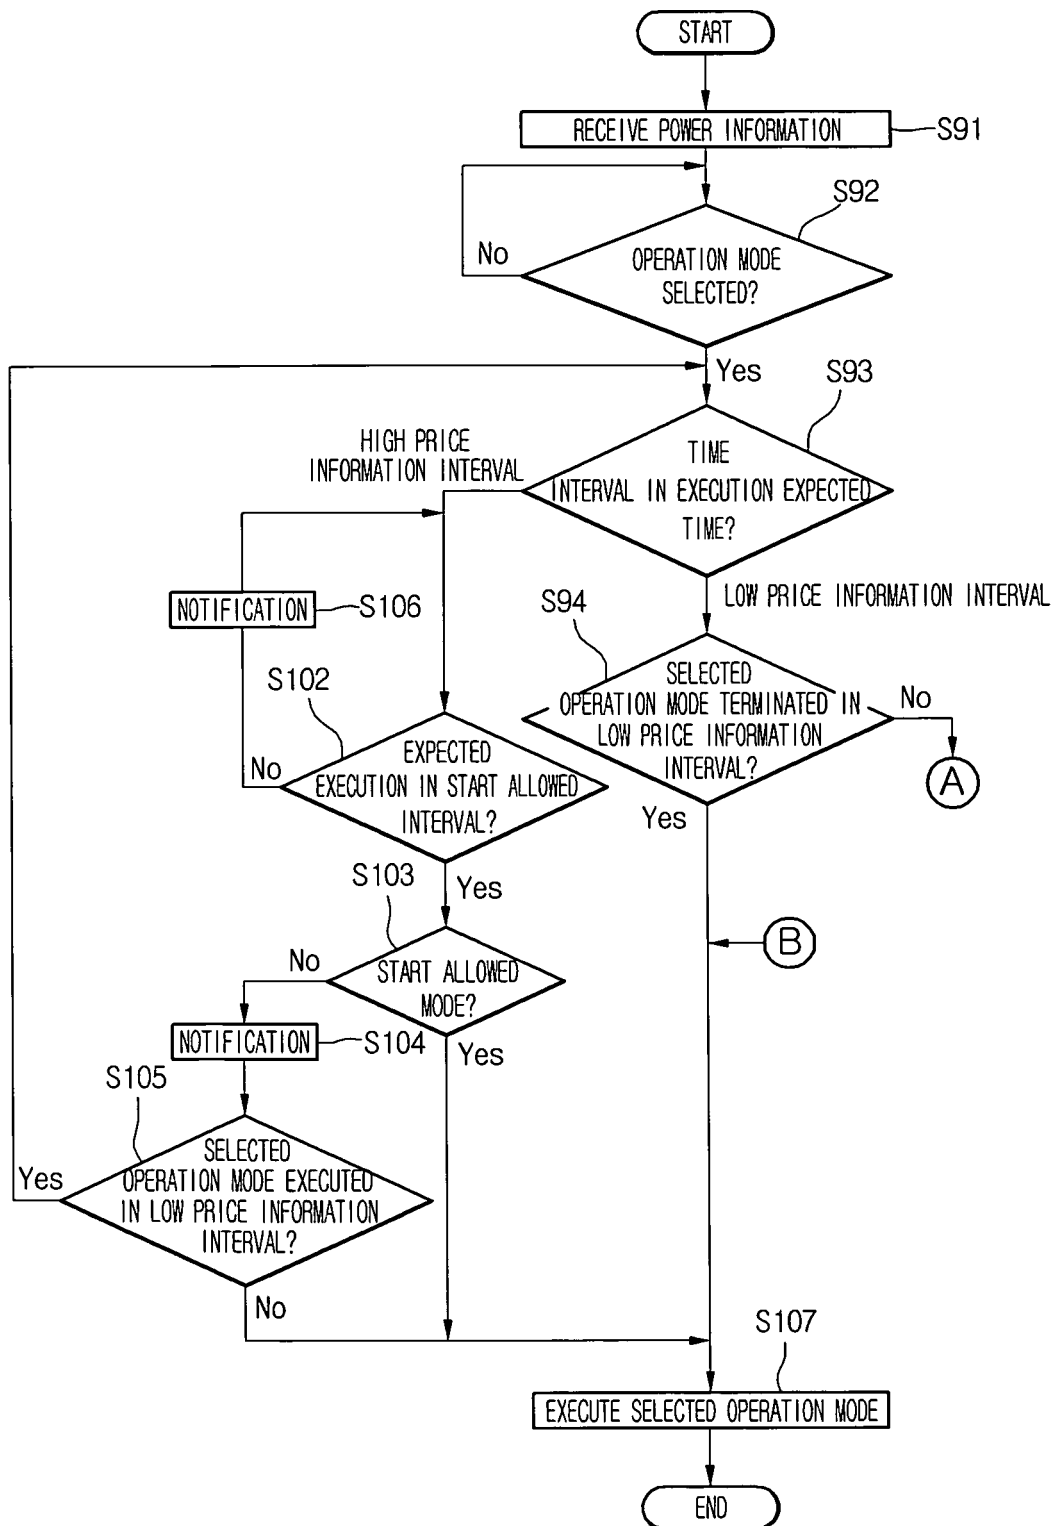 START
RECEIVE POWER INFORMATION
S91
S92
No
OPERATION MODE
SELECTED?
Yes
S93
HIGH PRICE
INFORMATION INTERVAL
TIME
INTERVAL IN EXECUTION EXPECTED
TIME?
LOW PRICE INFORMATION INTERVAL
NOTIFICATION
S106
S94
SELECTED
OPERATION MODE TERMINATED IN
LOW PRICE INFORMATION
INTERVAL?
No
A
Yes
S102
EXPECTED
EXECUTION IN START ALLOWED
INTERVAL?
No
Yes
S103
B
START ALLOWED
MODE?
No
Yes
NOTIFICATION
S104
S105
SELECTED
OPERATION MODE EXECUTED
IN LOW PRICE INFORMATION
INTERVAL?
Yes
No
S107
EXECUTE SELECTED OPERATION MODE
END